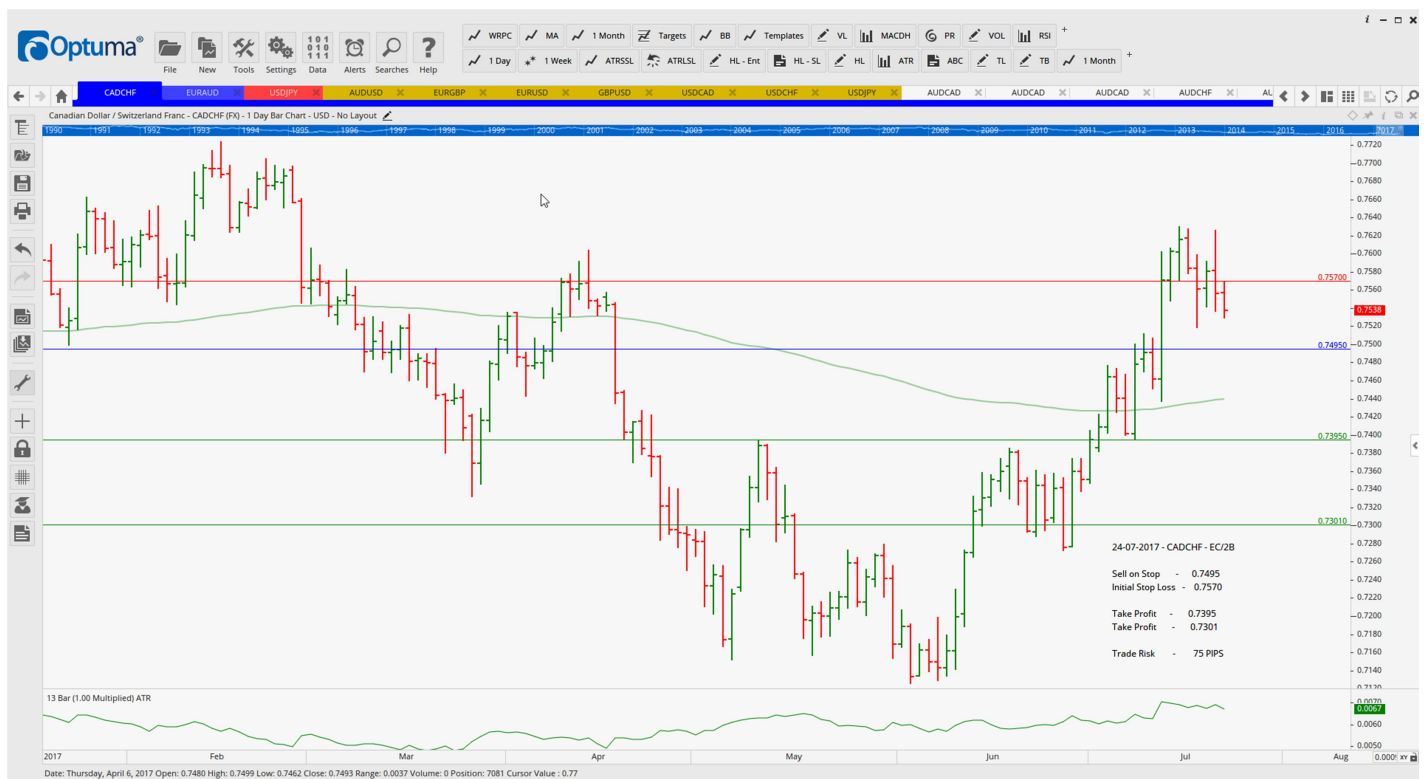 Optuma®
File
New
Tools
Settings
Data
Alerts
Searches
Help
WRPC
MA
1 Month
Targets
BB
Templates
VL
MACDH
PR
VOL
RSI
1 Day
1 Week
ATRSSL
ATRLSL
HL - Ent
HL - SL
HL
ATR
ABC
TL
TB
1 Month
CADCHF
EURAUD
USDJPY
AUDUSD
EURGBP
EURUSD
GBPUSD
USDCAD
USDCHF
USDJPY
AUDCAD
AUDCAD
AUDCAD
AUDCHF
Canadian Dollar / Switzerland Franc - CADCHF (FX) - 1 Day Bar Chart - USD - No Layout
1990 1991 1992 1993 1994 1995 1996 1997 1998 1999 2000 2001 2002 2003 2004 2005 2006 2007 2008 2009 2010 2011 2012 2013 2014 2015 2016
0.7720
0.7700
0.7680
0.7660
0.7640
0.7620
0.7600
0.7580
0.75700
0.7560
0.7538
0.7520
0.74950
0.7500
0.7480
0.7460
0.7440
0.7420
0.73950
0.7400
0.7380
0.7360
0.7340
0.7320
0.73010
0.7300
0.7280
0.7260
0.7240
0.7220
0.7200
0.7180
0.7160
0.7140
0.7120
24-07-2017 - CADCHF - EC/2B
Sell on Stop - 0.7495
Initial Stop Loss - 0.7570
Take Profit - 0.7395
Take Profit - 0.7301
Trade Risk - 75 PIPS
13 Bar (1.00 Multiplied) ATR
0.0070
0.0067
0.0060
0.0050
2017 Feb Mar Apr May Jun Jul Aug
XY
Date: Thursday, April 6, 2017 Open: 0.7480 High: 0.7499 Low: 0.7462 Close: 0.7493 Range: 0.0037 Volume: 0 Position: 7081 Cursor Value : 0.77